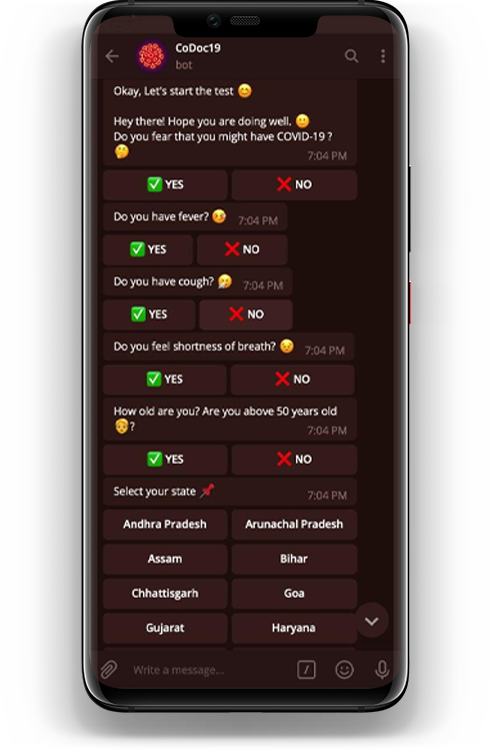 CoDoc19
bot
Okay, Let's start the test 😊
Hey there! Hope you are doing well. 🙂
Do you fear that you might have COVID-19 ?
🤔
7:04 PM
✅ YES
❌ NO
Do you have fever? 🤒 7:04 PM
✅ YES
❌ NO
Do you have cough? 🤧 7:04 PM
✅ YES
❌ NO
Do you feel shortness of breath? 😣 7:04 PM
✅ YES
❌ NO
How old are you? Are you above 50 years old
👴?
7:04 PM
✅ YES
❌ NO
Select your state 📌 7:04 PM
Andhra Pradesh
Arunachal Pradesh
Assam
Bihar
Chhattisgarh
Goa
Gujarat
Haryana
Write a message...
/